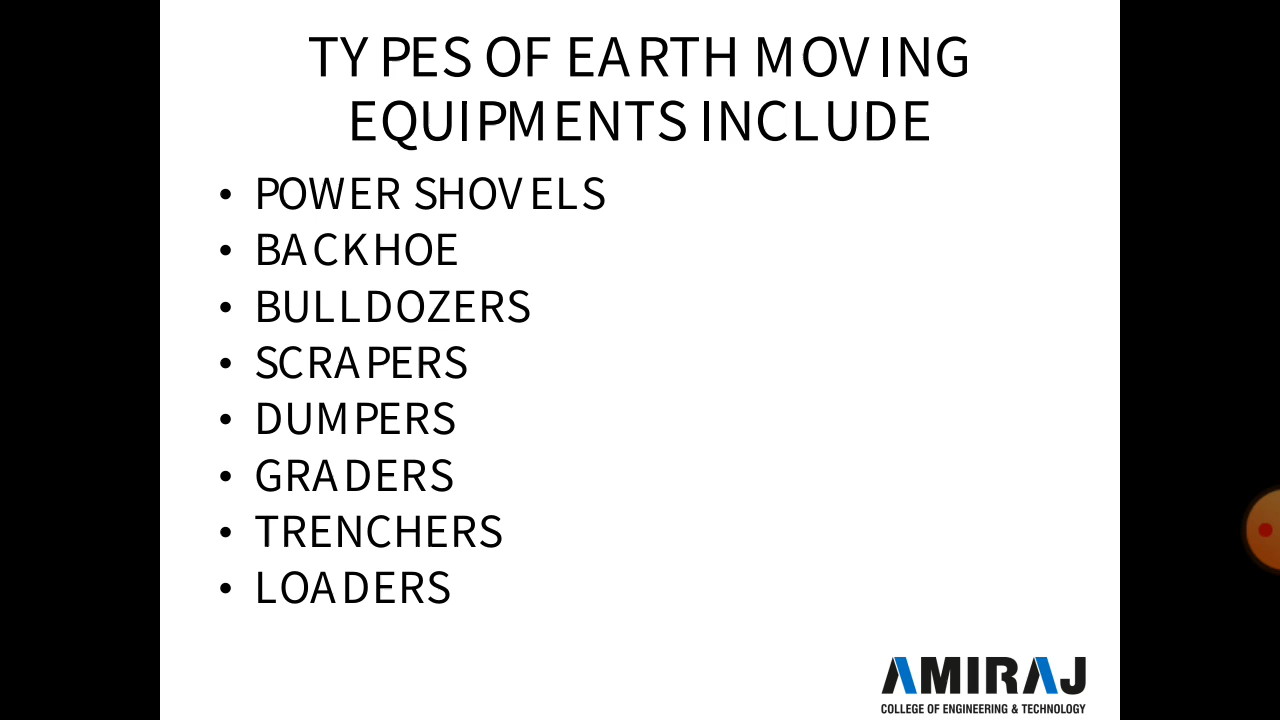 TYPES OF EARTH MOVING
EQUIPMENTS INCLUDE
• POWER SHOVELS
• BACKHOE
• BULLDOZERS
• SCRAPERS
• DUMPERS
• GRADERS
• TRENCHERS
• LOADERS
AMIRAJ
COLLEGE OF ENGINEERING & TECHNOLOGY